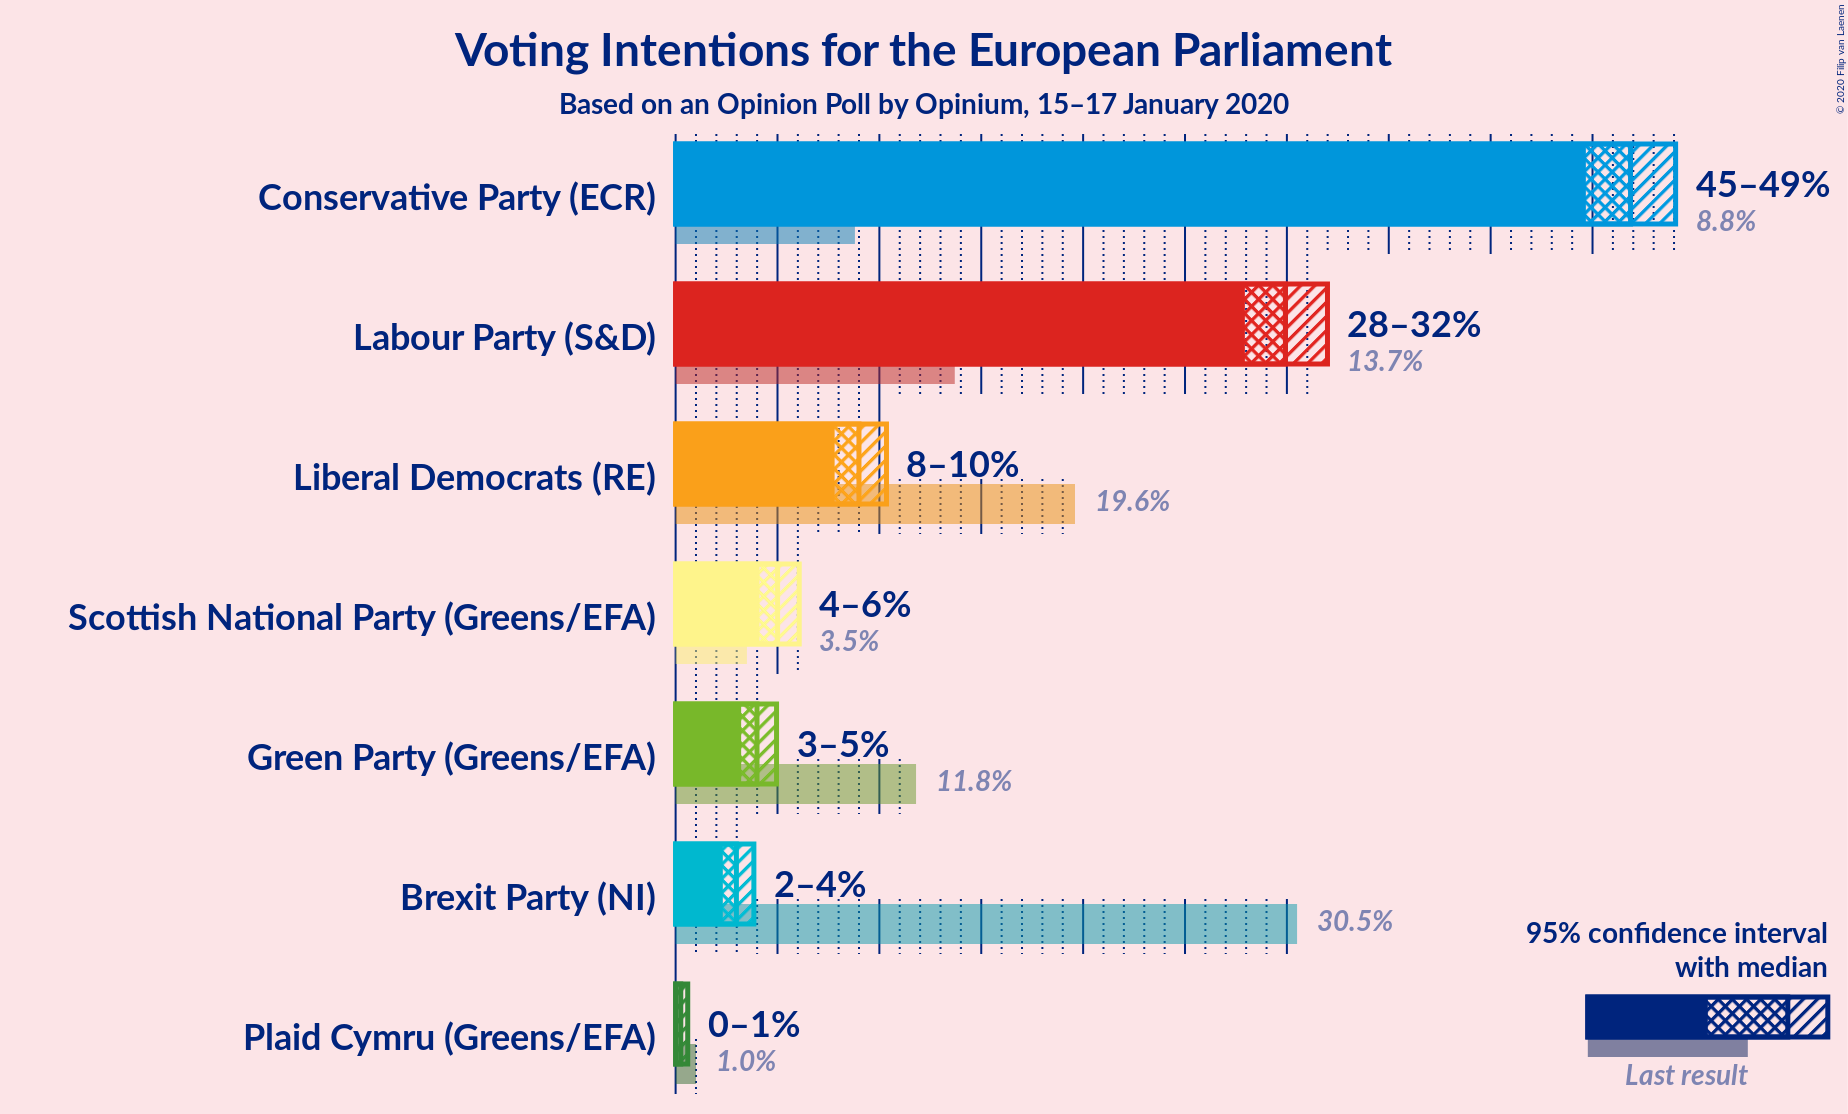 Voting Intentions for the European Parliament
Based on an Opinion Poll by Opinium, 15–17 January 2020
© 2020 Filip van Laenen
Conservative Party (ECR)
45–49%
8.8%
Labour Party (S&D)
28–32%
13.7%
Liberal Democrats (RE)
8–10%
19.6%
Scottish National Party (Greens/EFA)
4–6%
3.5%
Green Party (Greens/EFA)
3–5%
11.8%
Brexit Party (NI)
2–4%
30.5%
Plaid Cymru (Greens/EFA)
0–1%
1.0%
95% confidence interval
with median
Last result